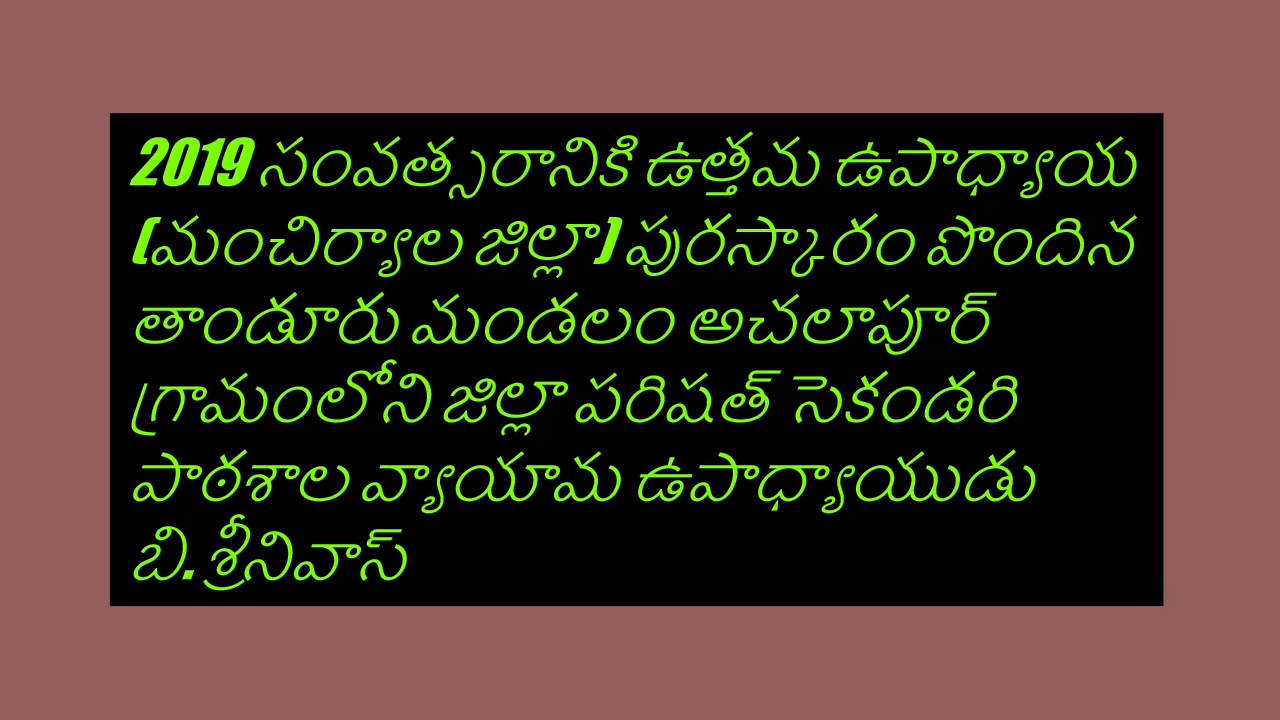 2019 సంవత్సరానికి ఉత్తమ ఉపాధ్యాయ
(మంచిర్యాల జిల్లా) పురస్కారం పొందిన
తాండూరు మండలం అచలాపూర్
గ్రామంలోని జిల్లా పరిషత్ సెకండరి
పాఠశాల వ్యాయామ ఉపాధ్యాయుడు
బి. శ్రీనివాస్